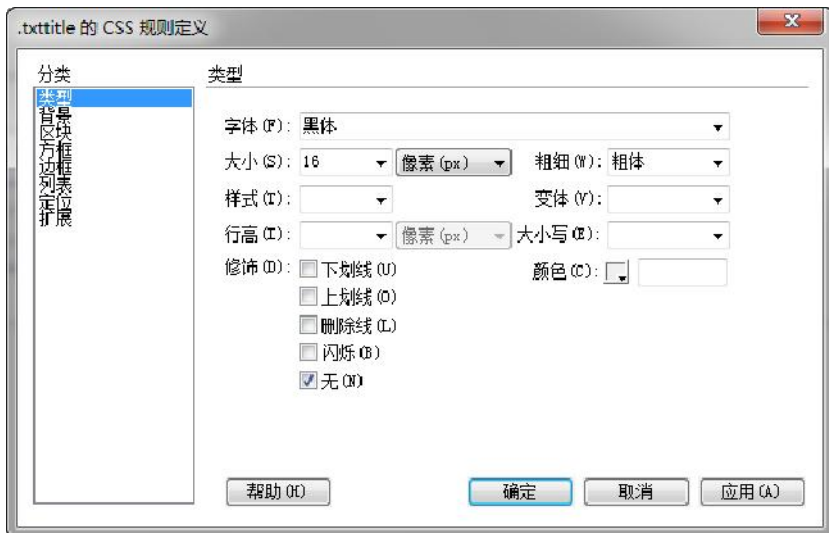 .txttitle 的 CSS 规则定义
分类
类型
背景
区块
方框
边框
列表
定位
扩展
类型
字体(F): 黑体
大小(S): 16 像素(px) 粗细(W): 粗体
样式(T): 变体(V):
行高(I): 像素(px) 大小写(R):
修饰(D): 下划线(U) 颜色(C):
上划线(O)
删除线(L)
闪烁(B)
无(N)
帮助(H) 确定 取消 应用(A)